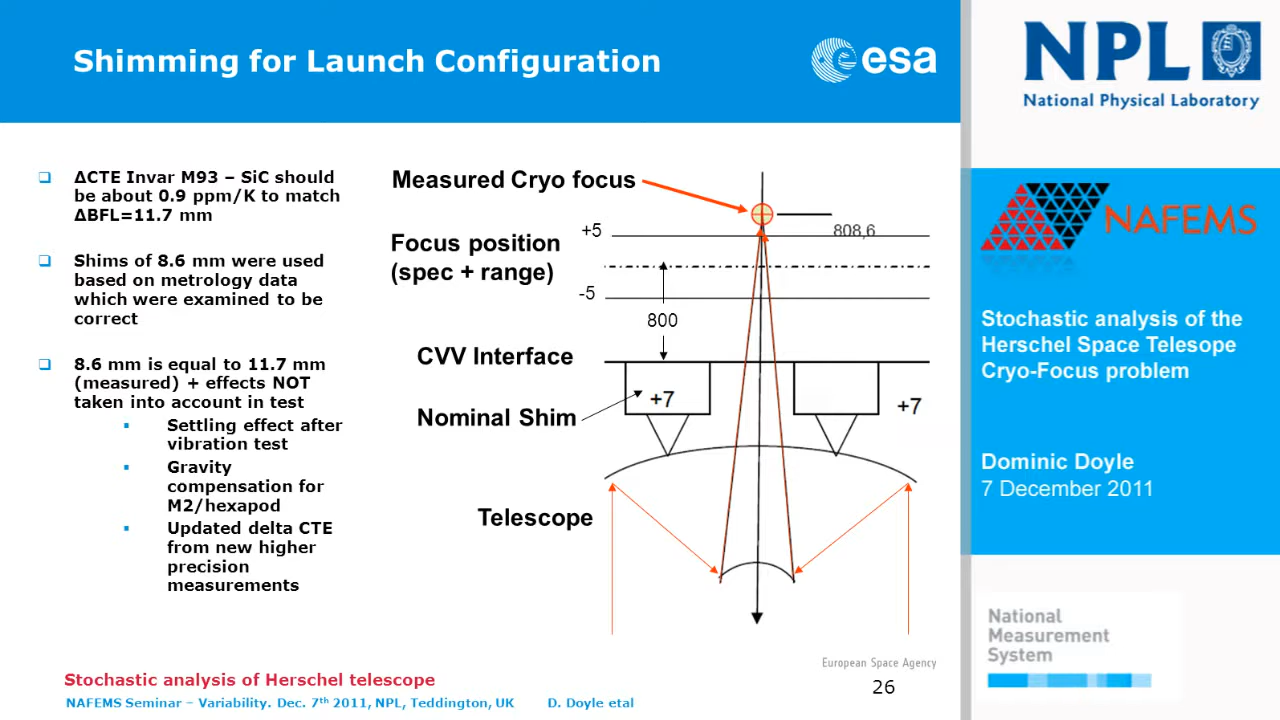 Shimming for Launch Configuration
esa
ΔCTE Invar M93 – SiC should
be about 0.9 ppm/K to match
ΔBFL=11.7 mm
Shims of 8.6 mm were used
based on metrology data
which were examined to be
correct
8.6 mm is equal to 11.7 mm
(measured) + effects NOT
taken into account in test
Settling effect after
vibration test
Gravity
compensation for
M2/hexapod
Updated delta CTE
from new higher
precision
measurements
Measured Cryo focus
+5
808,6
Focus position
(spec + range)
-5
800
CVV Interface
+7
+7
Nominal Shim
Telescope
European Space Agency
26
Stochastic analysis of Herschel telescope
NAFEMS Seminar – Variability. Dec. 7th 2011, NPL, Teddington, UK D. Doyle etal
NPL
National Physical Laboratory
NAFEMS
Stochastic analysis of the
Herschel Space Telesope
Cryo-Focus problem
Dominic Doyle
7 December 2011
National
Measurement
System